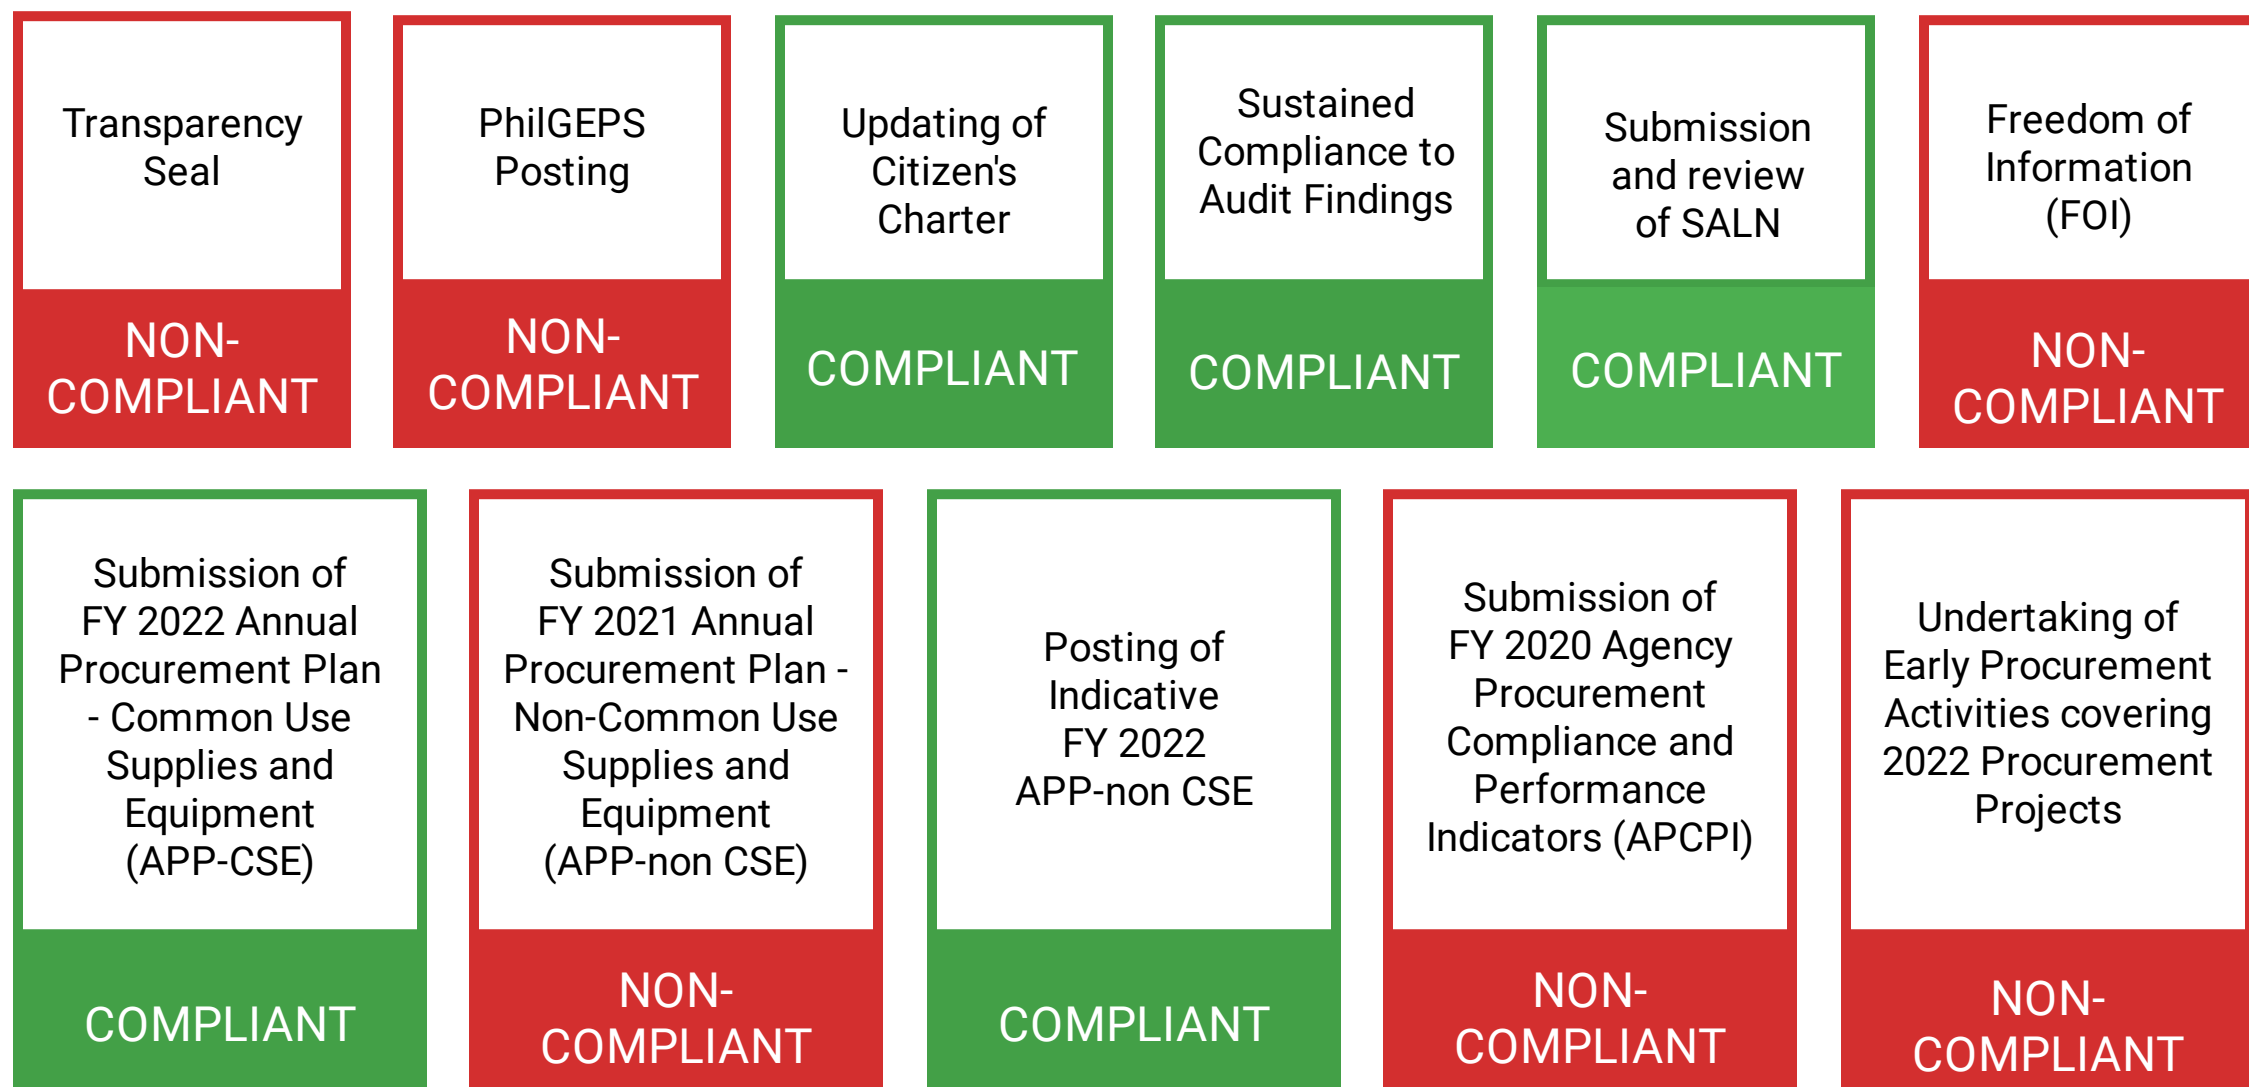 Transparency
Seal
NON-
COMPLIANT
PhilGEPS
Posting
NON-
COMPLIANT
Updating of
Citizen's
Charter
COMPLIANT
Sustained
Compliance to
Audit Findings
COMPLIANT
Submission
and review
of SALN
COMPLIANT
Freedom of
Information
(FOI)
NON-
COMPLIANT
Submission of
FY 2022 Annual
Procurement Plan
- Common Use
Supplies and
Equipment
(APP-CSE)
COMPLIANT
Submission of
FY 2021 Annual
Procurement Plan -
Non-Common Use
Supplies and
Equipment
(APP-non CSE)
NON-
COMPLIANT
Posting of
Indicative
FY 2022
APP-non CSE
COMPLIANT
Submission of
FY 2020 Agency
Procurement
Compliance and
Performance
Indicators (APCPI)
NON-
COMPLIANT
Undertaking of
Early Procurement
Activities covering
2022 Procurement
Projects
NON-
COMPLIANT